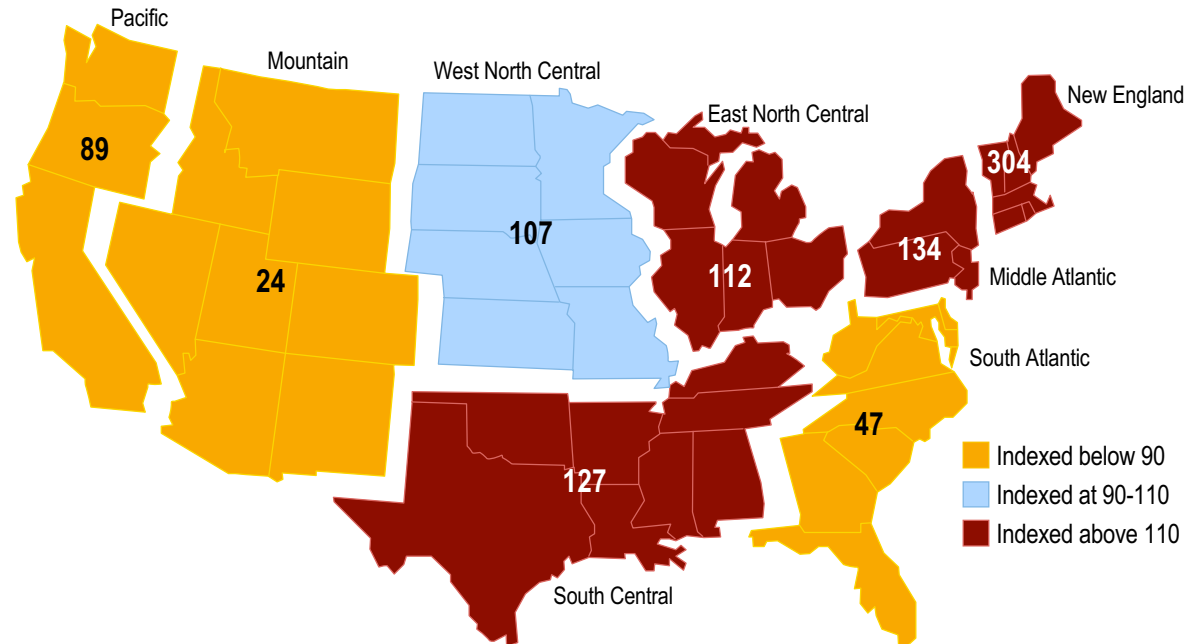 Pacific
Mountain
West North Central
East North Central
New England
89
24
107
112
134
304
Middle Atlantic
South Atlantic
47
127
South Central
Indexed below 90
Indexed at 90-110
Indexed above 110